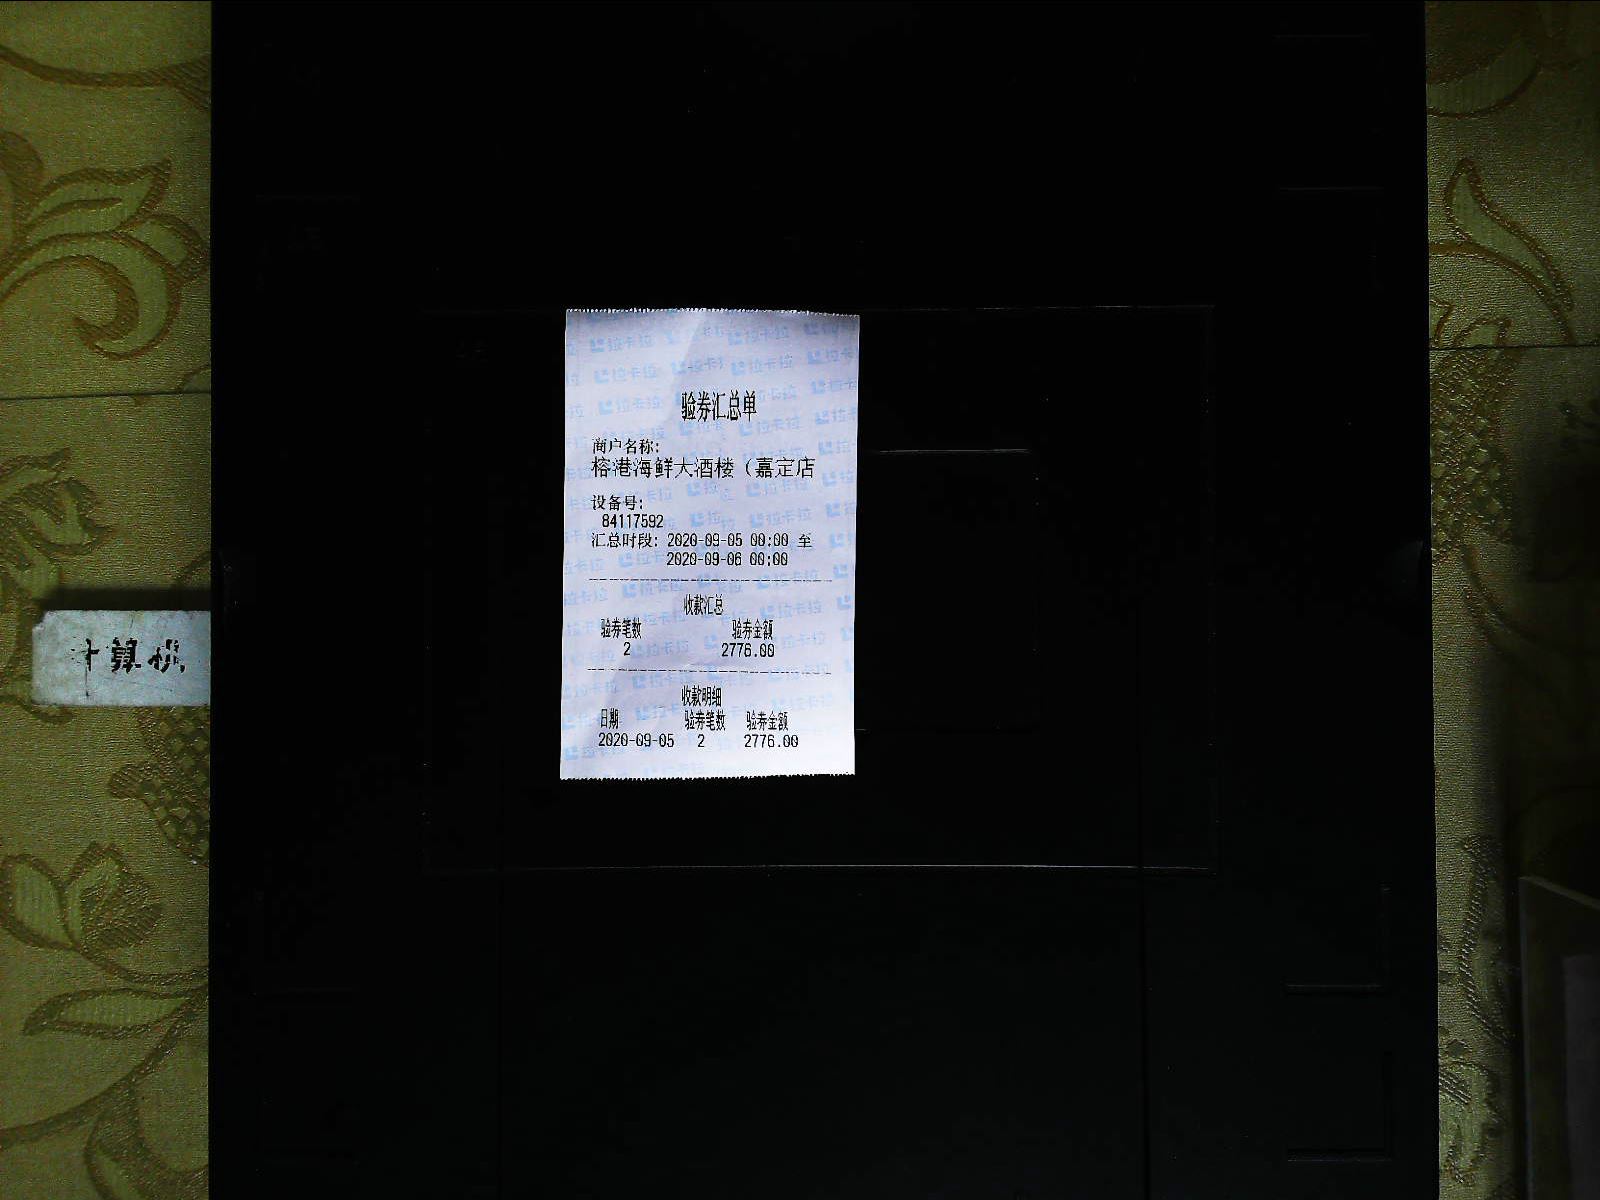 验券汇总单
商户名称:
榕港海鲜大酒楼（嘉定店
设备号:
84117592
汇总时段: 2020-09-05 00:00 至
2020-09-06 00:00
收款汇总
验券笔数 验券金额
2 2776.00
收款明细
日期 验券笔数 验券金额
2020-09-05 2 2776.00
拉卡拉
算机